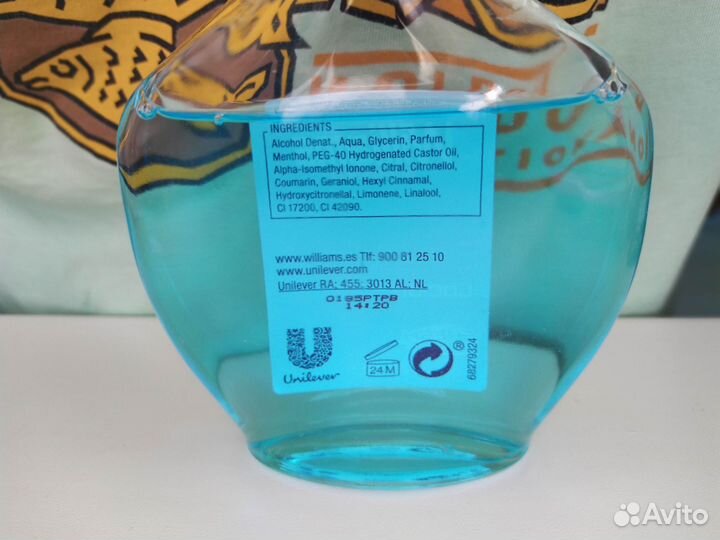 INGREDIENTS
Alcohol Denat., Aqua, Glycerin, Parfum,
Menthol, PEG-40 Hydrogenated Castor Oil,
Alpha-Isomethyl Ionone, Citral, Citronellol,
Coumarin, Geraniol, Hexyl Cinnamal,
Hydroxycitronellal, Limonene, Linalool,
CI 17200, CI 42090.
www.williams.es Tlf: 900 81 25 10
www.unilever.com
Unilever RA: 455: 3013 AL: NL
0185PTPB
14:20
Unilever
24 M
®
68279324
Avito